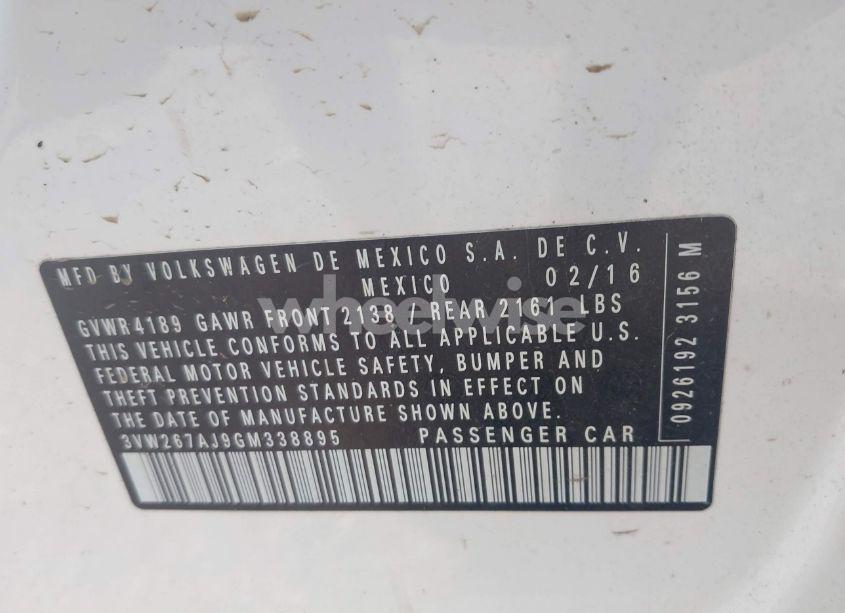 MFD BY VOLKSWAGEN DE MEXICO S.A. DE C.V.
MEXICO 02/16
GVWR4189 GAWR FRONT 2138 / REAR 2161 LBS
THIS VEHICLE CONFORMS TO ALL APPLICABLE U.S.
FEDERAL MOTOR VEHICLE SAFETY, BUMPER AND
THEFT PREVENTION STANDARDS IN EFFECT ON
THE DATE OF MANUFACTURE SHOWN ABOVE.
3VW267AJ9GM338895 PASSENGER CAR
0926192 3156 M
wheelwise